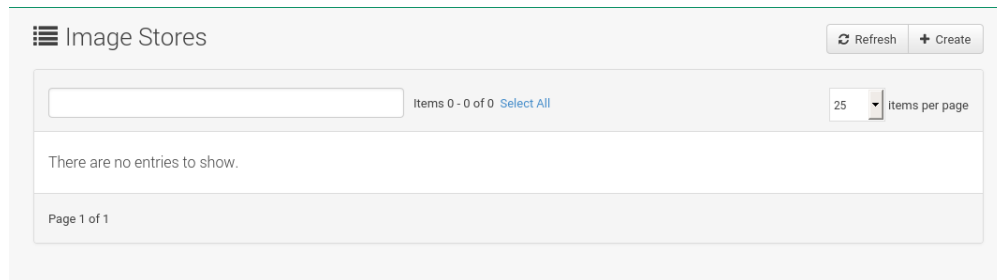 Image Stores
Refresh
Create
Items 0 - 0 of 0 Select All
25 items per page
There are no entries to show.
Page 1 of 1